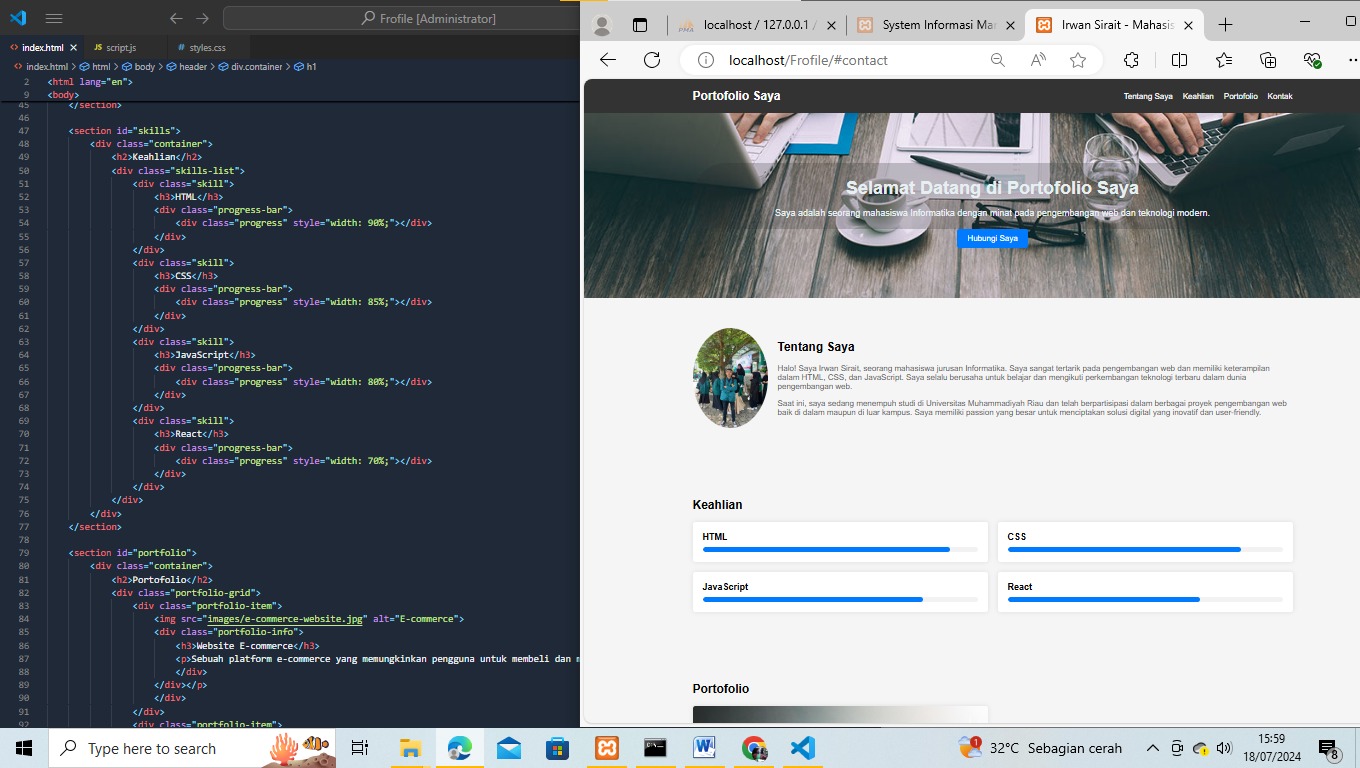 Frofile [Administrator]
index.html
JS script.js
# styles.css
index.html > html > body > header > div.container > h1
2 <html lang="en">
9 <body>
45 </section>
46
47 <section id="skills">
48 <div class="container">
49 <h2>Keahlian</h2>
50 <div class="skills-list">
51 <div class="skill">
52 <h3>HTML</h3>
53 <div class="progress-bar">
54 <div class="progress" style="width: 90%;"></div>
55 </div>
56 </div>
57 <div class="skill">
58 <h3>CSS</h3>
59 <div class="progress-bar">
60 <div class="progress" style="width: 85%;"></div>
61 </div>
62 </div>
63 <div class="skill">
64 <h3>JavaScript</h3>
65 <div class="progress-bar">
66 <div class="progress" style="width: 80%;"></div>
67 </div>
68 </div>
69 <div class="skill">
70 <h3>React</h3>
71 <div class="progress-bar">
72 <div class="progress" style="width: 70%;"></div>
73 </div>
74 </div>
75 </div>
76 </div>
77 </section>
78
79 <section id="portfolio">
80 <div class="container">
81 <h2>Portofolio</h2>
82 <div class="portfolio-grid">
83 <div class="portfolio-item">
84 <img src="images/e-commerce-website.jpg" alt="E-commerce">
85 <div class="portfolio-info">
86 <h3>Website E-commerce</h3>
87 <p>Sebuah platform e-commerce yang memungkinkan pengguna untuk membeli dan
88 </div>
89 </div></p>
90 </div>
91 </div>
92 <div class="portfolio-item">
localhost / 127.0.0.1 /
System Informasi Mar
Irwan Sirait - Mahasis
localhost/Frofile/#contact
Portofolio Saya
Tentang Saya Keahlian Portofolio Kontak
Selamat Datang di Portofolio Saya
Saya adalah seorang mahasiswa Informatika dengan minat pada pengembangan web dan teknologi modern.
Hubungi Saya
Tentang Saya
Halo! Saya Irwan Sirait, seorang mahasiswa jurusan Informatika. Saya sangat tertarik pada pengembangan web dan memiliki keterampilan
dalam HTML, CSS, dan JavaScript. Saya selalu berusaha untuk belajar dan mengikuti perkembangan teknologi terbaru dalam dunia
pengembangan web.
Saat ini, saya sedang menempuh studi di Universitas Muhammadiyah Riau dan telah berpartisipasi dalam berbagai proyek pengembangan web
baik di dalam maupun di luar kampus. Saya memiliki passion yang besar untuk menciptakan solusi digital yang inovatif dan user-friendly.
Keahlian
HTML
CSS
JavaScript
React
Portofolio
Type here to search
1
32°C Sebagian cerah
15:59
18/07/2024
8